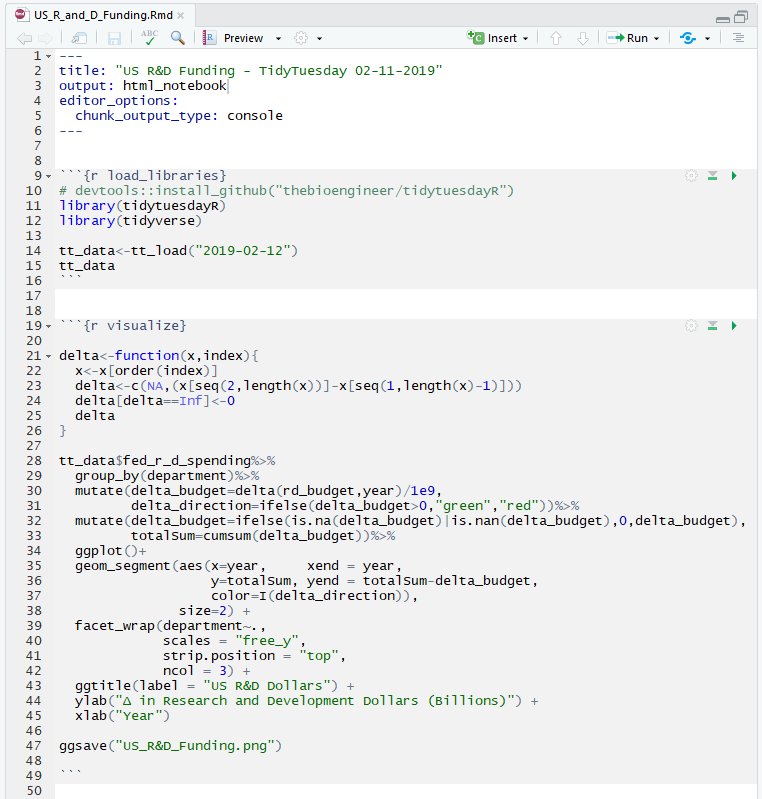 US_R_and_D_Funding.Rmd
ABC Preview Insert Run
1 ---
2 title: "US R&D Funding - TidyTuesday 02-11-2019"
3 output: html_notebook
4 editor_options:
5   chunk_output_type: console
6 ---
7
8
9 ```{r load_libraries}
10 # devtools::install_github("thebioengineer/tidytuesdayR")
11 library(tidytuesdayR)
12 library(tidyverse)
13
14 tt_data<-tt_load("2019-02-12")
15 tt_data
16 ```
17
18
19 ```{r visualize}
20
21 delta<-function(x,index){
22   x<-x[order(index)]
23   delta<-c(NA,(x[seq(2,length(x))]-x[seq(1,length(x)-1)]))
24   delta[delta==Inf]<-0
25   delta
26 }
27
28 tt_data$fed_r_d_spending%>%
29   group_by(department)%>%
30   mutate(delta_budget=delta(rd_budget,year)/1e9,
31          delta_direction=ifelse(delta_budget>0,"green","red"))%>%
32   mutate(delta_budget=ifelse(is.na(delta_budget)|is.nan(delta_budget),0,delta_budget),
33          totalSum=cumsum(delta_budget))%>%
34   ggplot()+
35   geom_segment(aes(x=year,     xend = year,
36                    y=totalSum, yend = totalSum-delta_budget,
37                    color=I(delta_direction)),
38                size=2) +
39   facet_wrap(department~.,
40              scales = "free_y",
41              strip.position = "top",
42              ncol = 3) +
43   ggtitle(label = "US R&D Dollars") +
44   ylab("Δ in Research and Development Dollars (Billions)") +
45   xlab("Year")
46
47 ggsave("US_R&D_Funding.png")
48
49 ```
50